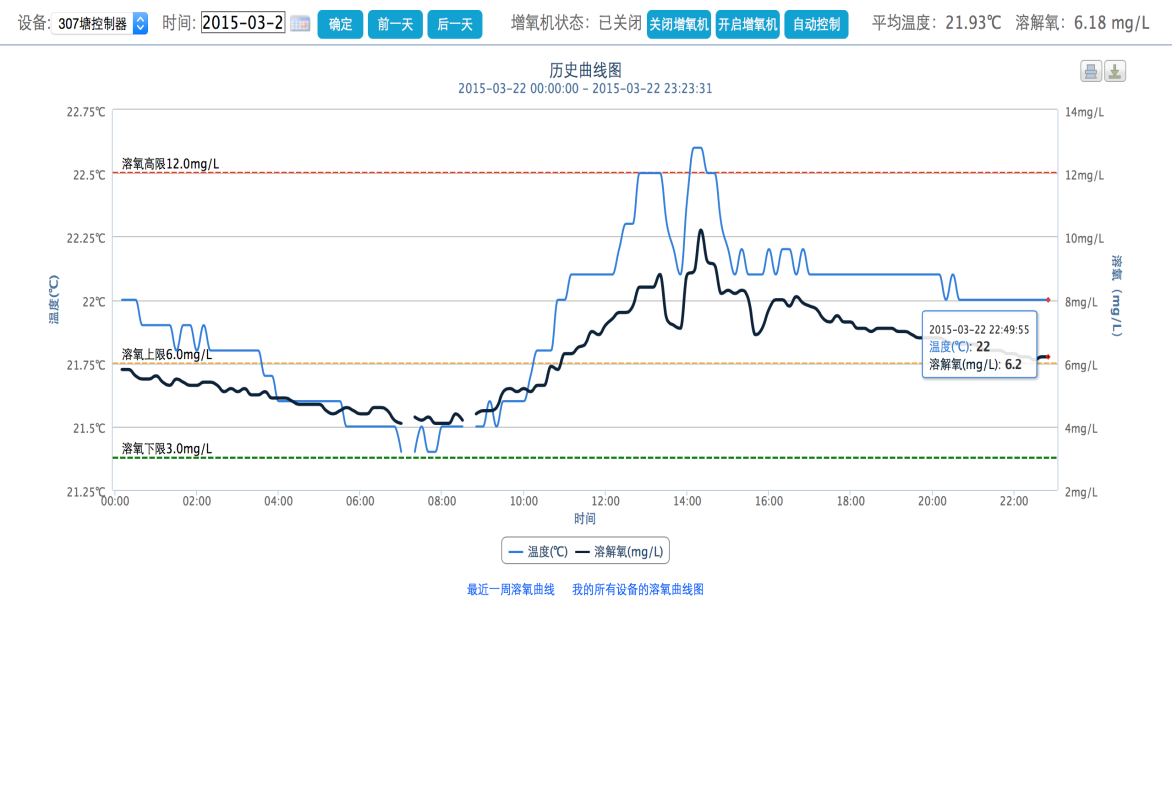 设备: 307塘控制器 时间: 2015-03-2 确定 前一天 后一天 增氧机状态: 已关闭 关闭增氧机 开启增氧机 自动控制 平均温度: 21.93℃ 溶解氧: 6.18 mg/L
历史曲线图
2015-03-22 00:00:00 - 2015-03-22 23:23:31
22.75℃ 14mg/L
溶氧高限12.0mg/L
22.5℃ 12mg/L
22.25℃ 10mg/L
温度(℃)
溶氧（mg/L）
22℃ 8mg/L
2015-03-22 22:49:55
温度(℃): 22
溶解氧(mg/L): 6.2
溶氧上限6.0mg/L
21.75℃ 6mg/L
21.5℃ 4mg/L
溶氧下限3.0mg/L
21.25℃ 2mg/L
00:00 02:00 04:00 06:00 08:00 10:00 12:00 14:00 16:00 18:00 20:00 22:00
时间
温度(℃) 溶解氧(mg/L)
最近一周溶氧曲线 我的所有设备的溶氧曲线图